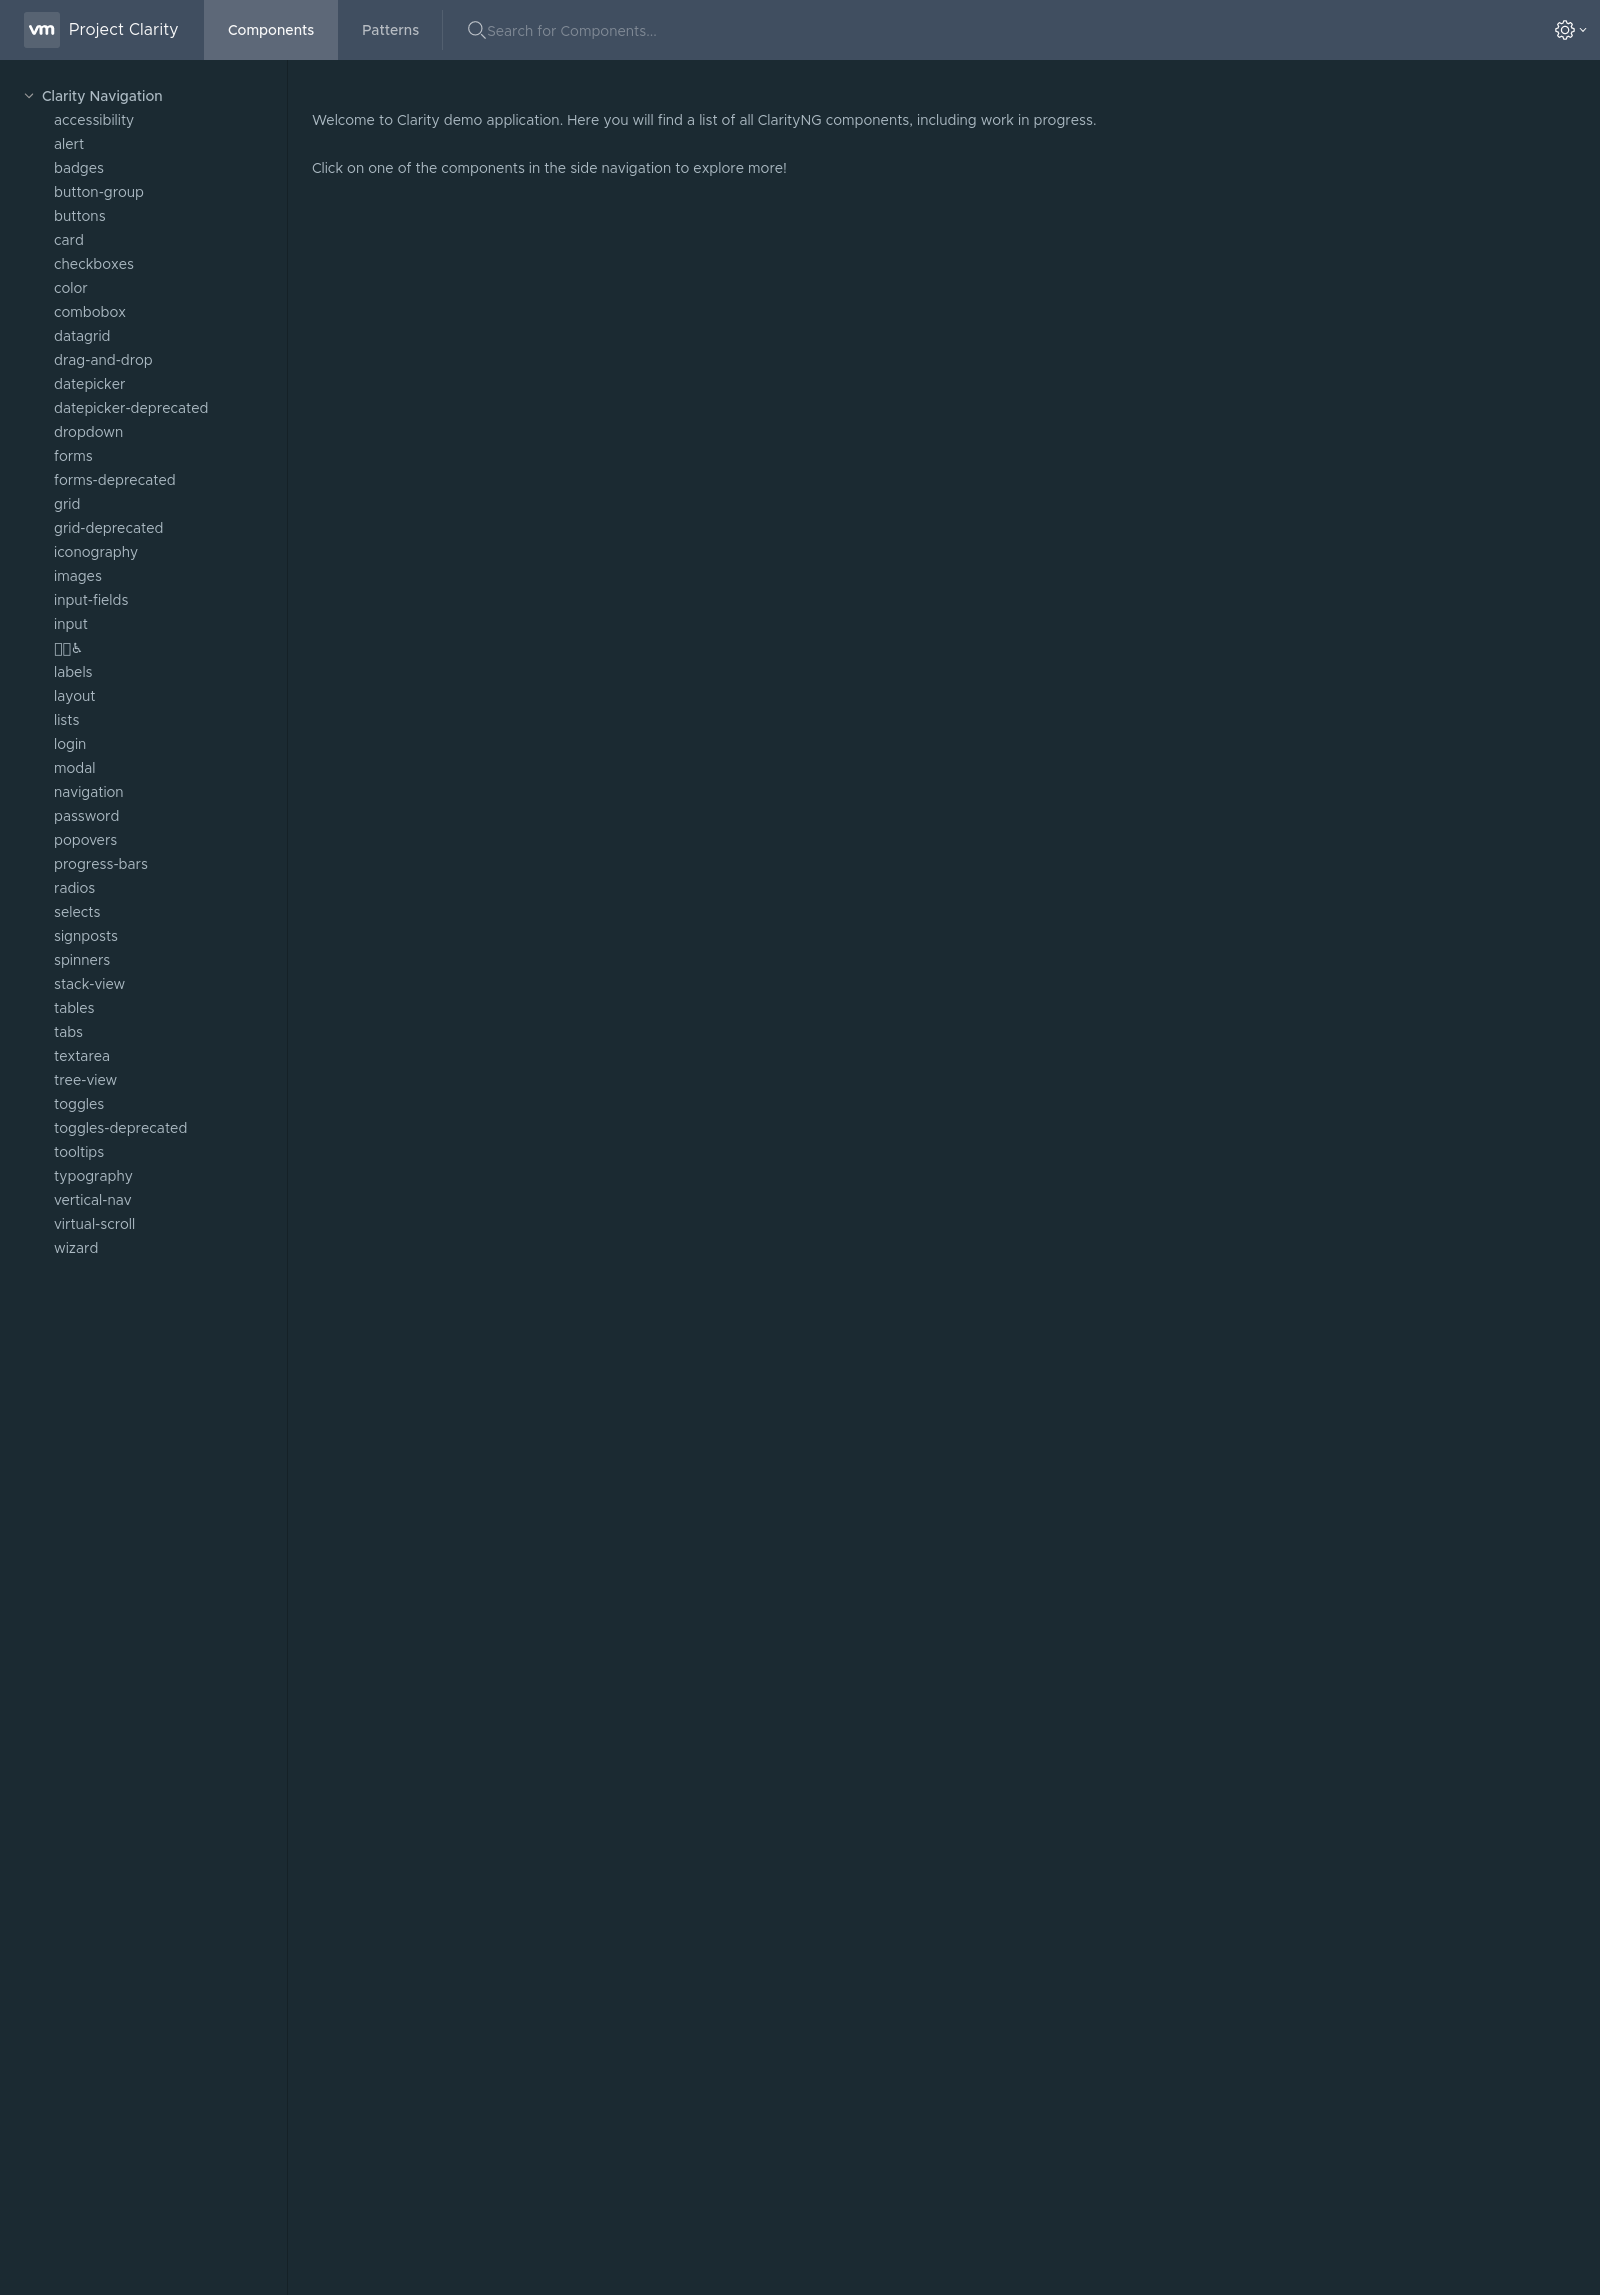 vm Project Clarity Components Patterns Search for Components...
Clarity Navigation
accessibility
Welcome to Clarity demo application. Here you will find a list of all ClarityNG components, including work in progress.
alert
badges
Click on one of the components in the side navigation to explore more!
button-group
buttons
card
checkboxes
color
combobox
datagrid
drag-and-drop
datepicker
datepicker-deprecated
dropdown
forms
forms-deprecated
grid
grid-deprecated
iconography
images
input-fields
input
♿
labels
layout
lists
login
modal
navigation
password
popovers
progress-bars
radios
selects
signposts
spinners
stack-view
tables
tabs
textarea
tree-view
toggles
toggles-deprecated
tooltips
typography
vertical-nav
virtual-scroll
wizard